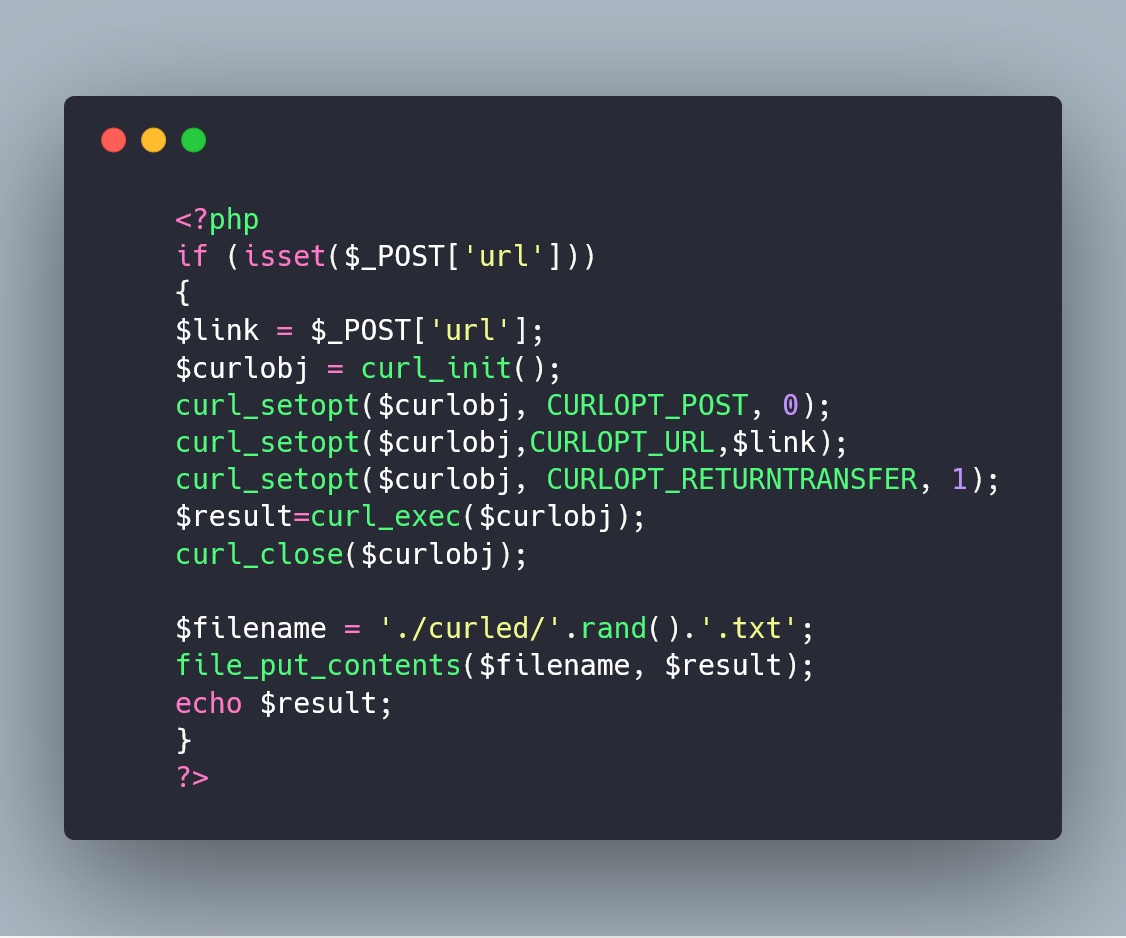 <?php
if (isset($_POST['url']))
{
$link = $_POST['url'];
$curlobj = curl_init();
curl_setopt($curlobj, CURLOPT_POST, 0);
curl_setopt($curlobj,CURLOPT_URL,$link);
curl_setopt($curlobj, CURLOPT_RETURNTRANSFER, 1);
$result=curl_exec($curlobj);
curl_close($curlobj);

$filename = './curled/'.rand().'.txt';
file_put_contents($filename, $result);
echo $result;
}
?>